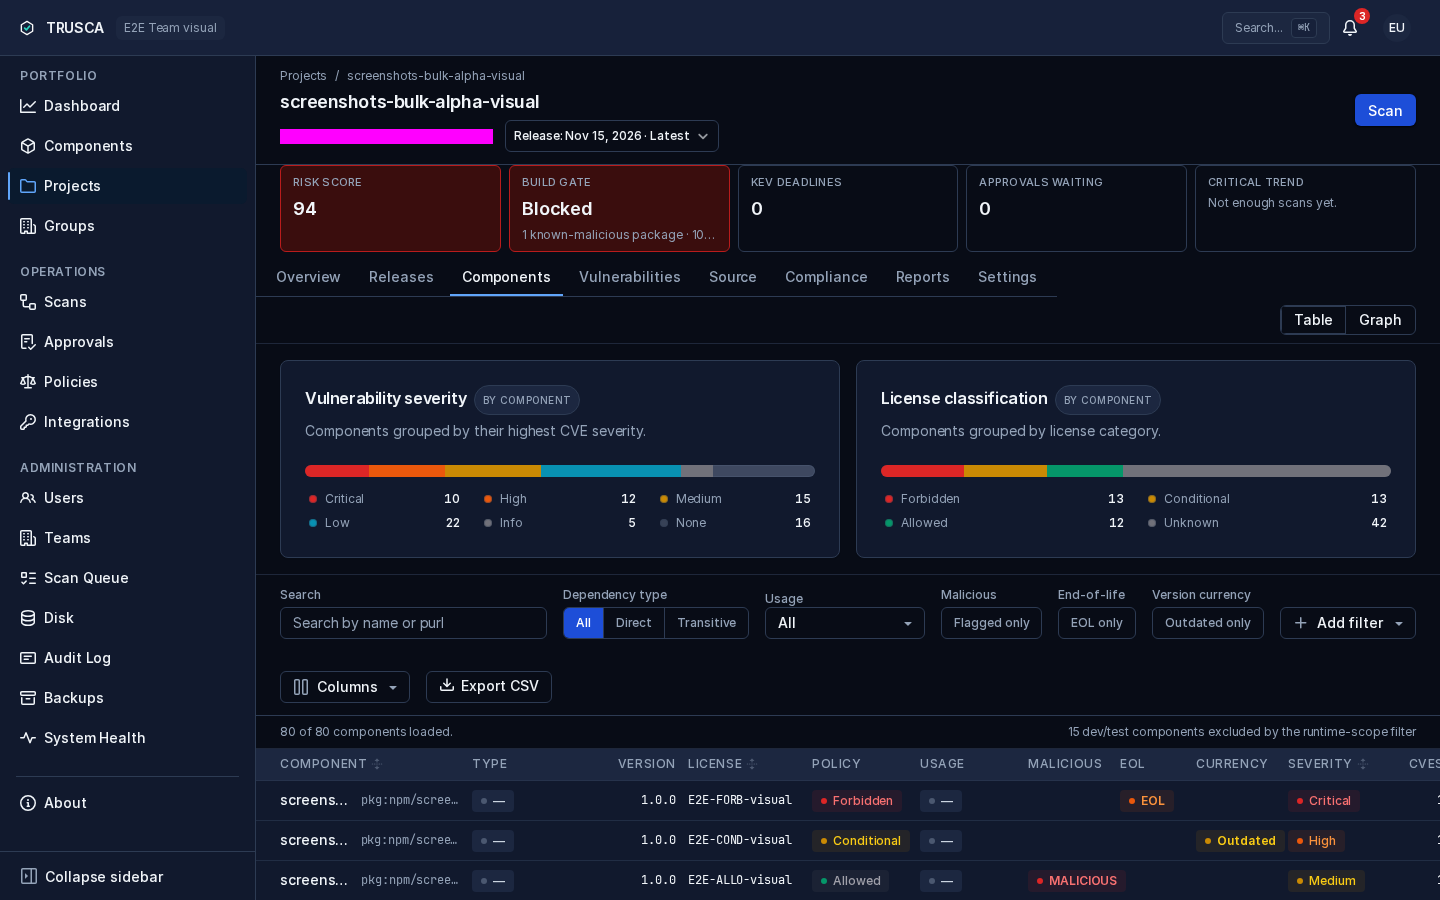 TRUSCA
E2E Team visual
Search...
⌘K
3
EU
PORTFOLIO
Dashboard
Components
Projects
Groups
OPERATIONS
Scans
Approvals
Policies
Integrations
ADMINISTRATION
Users
Teams
Scan Queue
Disk
Audit Log
Backups
System Health
About
Collapse sidebar
Projects / screenshots-bulk-alpha-visual
screenshots-bulk-alpha-visual
Release: Nov 15, 2026 · Latest
Scan
RISK SCORE
94
BUILD GATE
Blocked
1 known-malicious package · 10...
KEV DEADLINES
0
APPROVALS WAITING
0
CRITICAL TREND
Not enough scans yet.
Overview Releases Components Vulnerabilities Source Compliance Reports Settings
Table Graph
Vulnerability severity BY COMPONENT
Components grouped by their highest CVE severity.
Critical 10 High 12 Medium 15
Low 22 Info 5 None 16
License classification BY COMPONENT
Components grouped by license category.
Forbidden 13 Conditional 13
Allowed 12 Unknown 42
Search
Search by name or purl
Dependency type
All Direct Transitive
Usage
All
Malicious
Flagged only
End-of-life
EOL only
Version currency
Outdated only
Add filter
Columns
Export CSV
80 of 80 components loaded.
15 dev/test components excluded by the runtime-scope filter
COMPONENT TYPE VERSION LICENSE POLICY USAGE MALICIOUS EOL CURRENCY SEVERITY CVES
screens... pkg:npm/scree... — 1.0.0 E2E-FORB-visual Forbidden — EOL Critical
screens... pkg:npm/scree... — 1.0.0 E2E-COND-visual Conditional — Outdated High
screens... pkg:npm/scree... — 1.0.0 E2E-ALLO-visual Allowed — MALICIOUS Medium